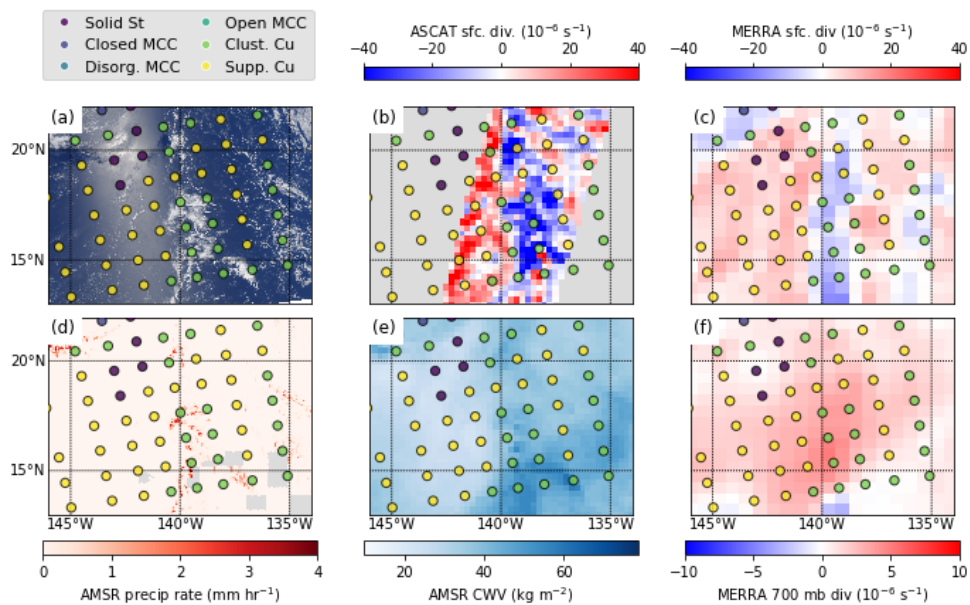 Solid St
Closed MCC
Disorg. MCC
Open MCC
Clust. Cu
Supp. Cu
ASCAT sfc. div. (10⁻⁶ s⁻¹)
−40 −20 0 20 40
MERRA sfc. div (10⁻⁶ s⁻¹)
−40 −20 0 20 40
(a) (b) (c)
20°N
15°N
(d) (e) (f)
20°N
15°N
145°W 140°W 135°W 145°W 140°W 135°W 145°W 140°W 135°W
0 1 2 3 4
AMSR precip rate (mm hr⁻¹)
20 40 60
AMSR CWV (kg m⁻²)
−10 −5 0 5 10
MERRA 700 mb div (10⁻⁶ s⁻¹)